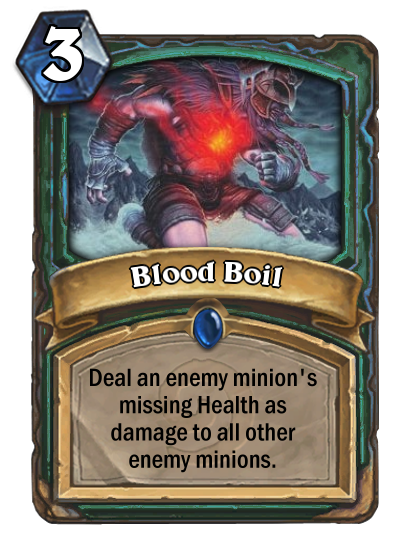 3
Blood Boil
Deal an enemy minion's
missing Health as
damage to all other
enemy minions.